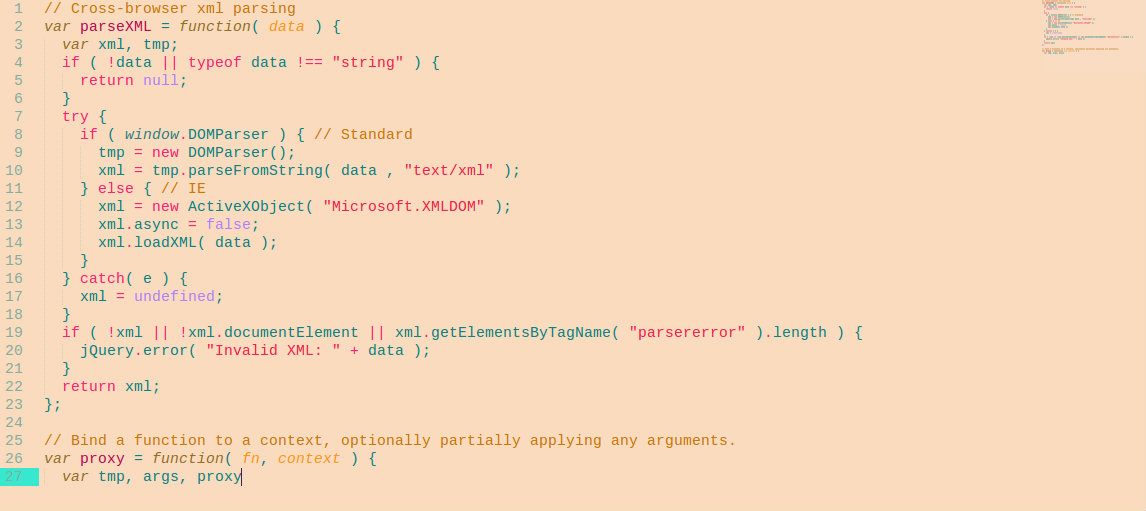 1 // Cross-browser xml parsing
2 var parseXML = function( data ) {
3   var xml, tmp;
4   if ( !data || typeof data !== "string" ) {
5     return null;
6   }
7   try {
8     if ( window.DOMParser ) { // Standard
9       tmp = new DOMParser();
10       xml = tmp.parseFromString( data , "text/xml" );
11     } else { // IE
12       xml = new ActiveXObject( "Microsoft.XMLDOM" );
13       xml.async = false;
14       xml.loadXML( data );
15     }
16   } catch( e ) {
17     xml = undefined;
18   }
19   if ( !xml || !xml.documentElement || xml.getElementsByTagName( "parsererror" ).length ) {
20     jQuery.error( "Invalid XML: " + data );
21   }
22   return xml;
23 };
24
25 // Bind a function to a context, optionally partially applying any arguments.
26 var proxy = function( fn, context ) {
27   var tmp, args, proxy